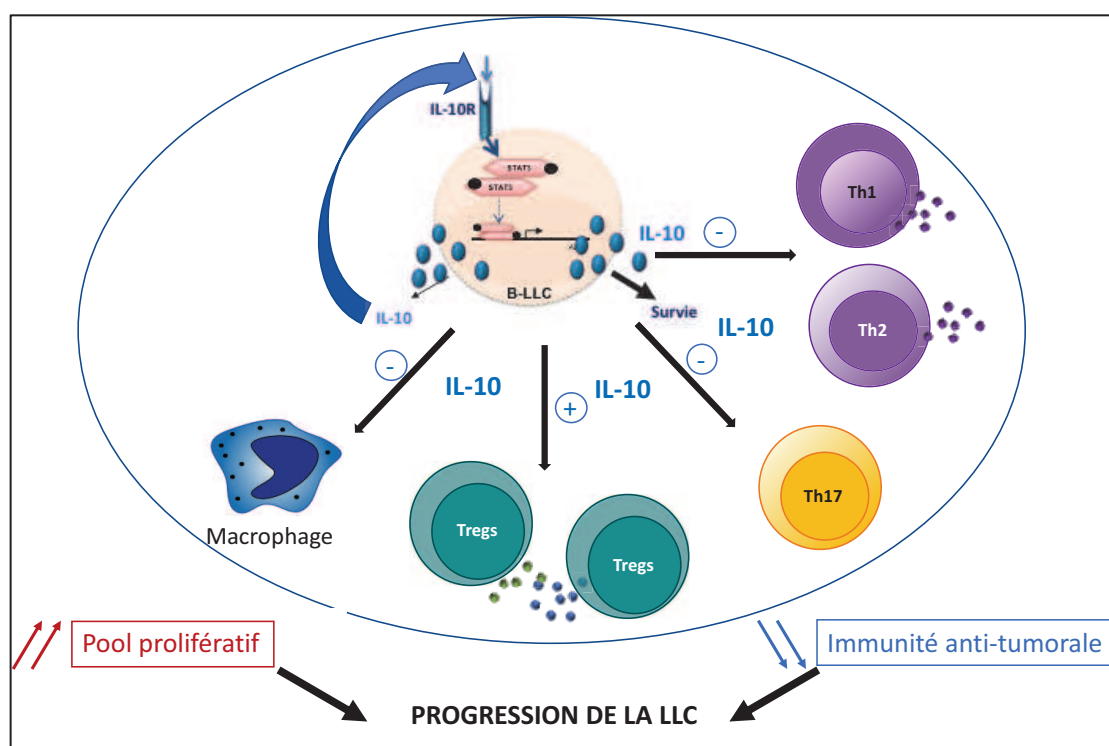 IL-10R
STAT3
STAT3
Th1
IL-10
-
B-LLC
IL-10
Survie
IL-10
Th2
-
-
IL-10
+
IL-10
Th17
Macrophage
Tregs
Tregs
Pool prolifératif
Immunité anti-tumorale
PROGRESSION DE LA LLC